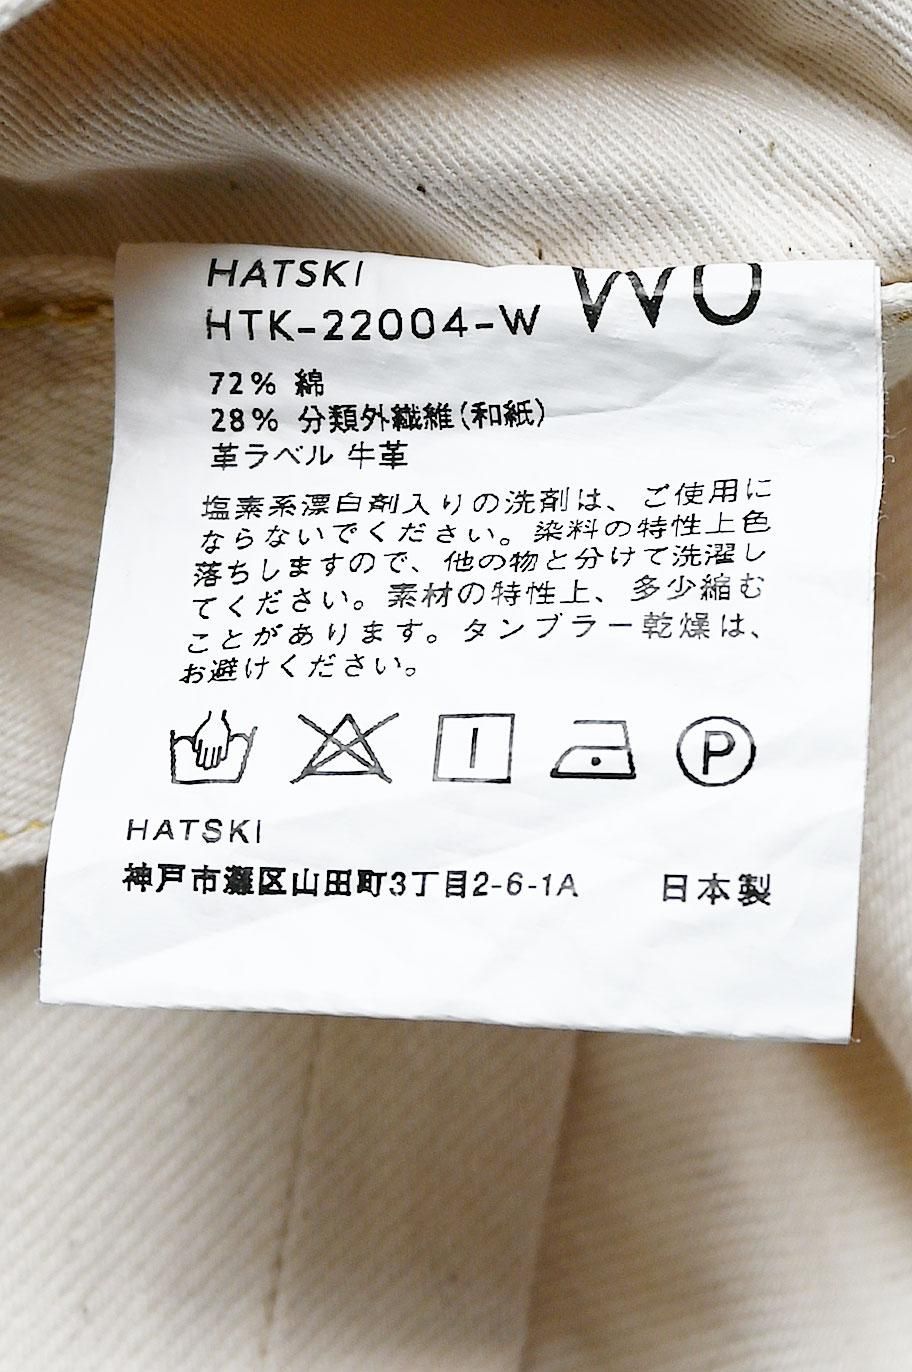 HATSKI
HTK-22004-W
WO
72% 綿
28% 分類外繊維(和紙)
革ラベル 牛革
塩素系漂白剤入りの洗剤は、ご使用に
ならないでください。染料の特性上色
落ちしますので、他の物と分けて洗濯し
てください。素材の特性上、多少縮む
ことがあります。タンブラー乾燥は、
お避けください。
P
HATSKI
神戸市灘区山田町3丁目2-6-1A 日本製